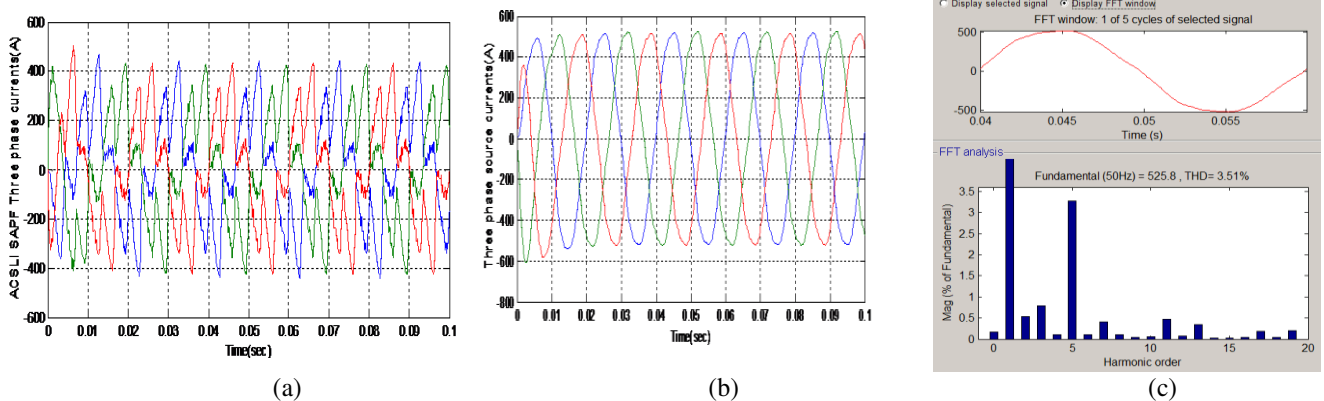 ACSLI SAPF Three phase currents(A)
600
400
200
0
-200
-400
-600
0 0.01 0.02 0.03 0.04 0.05 0.06 0.07 0.08 0.09 0.1
Time(sec)
(a)
Three phase source currents(A)
600
400
200
0
-200
-400
-600
-800
0 0.01 0.02 0.03 0.04 0.05 0.06 0.07 0.08 0.09 0.1
Time(sec)
(b)
Display selected signal Display FFT window
FFT window: 1 of 5 cycles of selected signal
500
0
-500
0.04 0.045 0.05 0.055
Time (s)
FFT analysis
Fundamental (50Hz) = 525.8 , THD= 3.51%
Mag (% of Fundamental)
3.5
3
2.5
2
1.5
1
0.5
0
0 5 10 15 20
Harmonic order
(c)